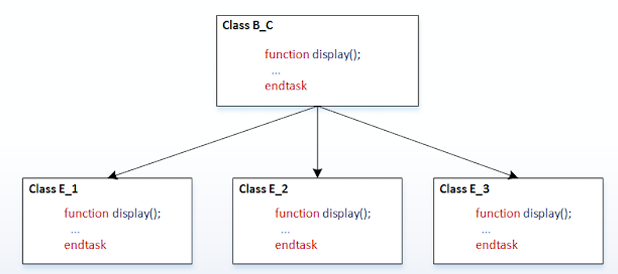 Class B_C
function display();
...
endtask
Class E_1
function display();
...
endtask
Class E_2
function display();
...
endtask
Class E_3
function display();
...
endtask